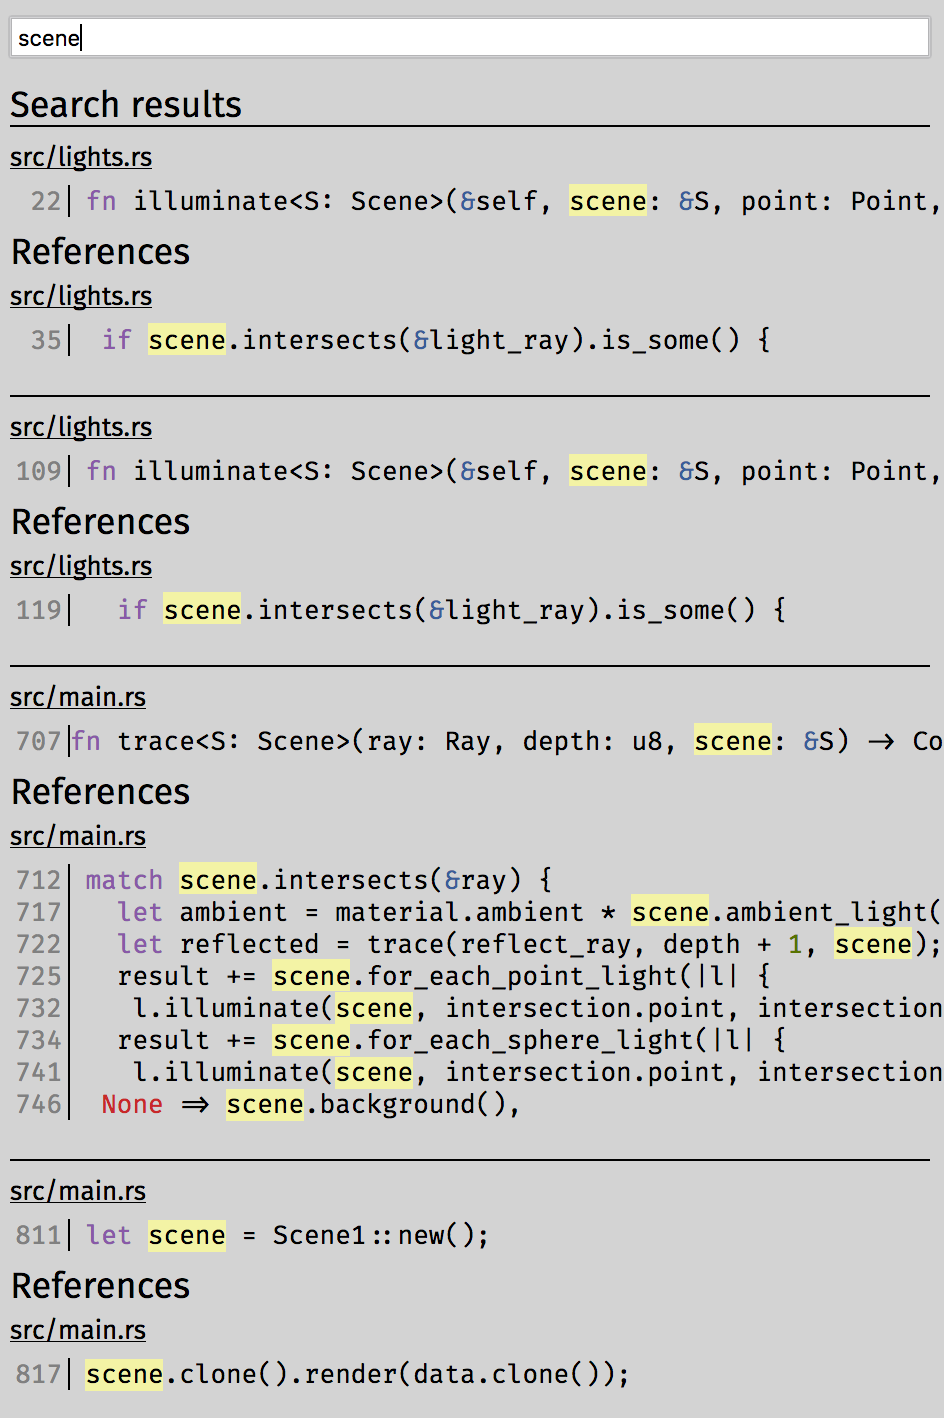 scene
Search results
src/lights.rs
22 fn illuminate<S: Scene>(&self, scene: &S, point: Point,
References
src/lights.rs
35 if scene.intersects(&light_ray).is_some() {
src/lights.rs
109 fn illuminate<S: Scene>(&self, scene: &S, point: Point,
References
src/lights.rs
119 if scene.intersects(&light_ray).is_some() {
src/main.rs
707 fn trace<S: Scene>(ray: Ray, depth: u8, scene: &S) -> Co
References
src/main.rs
712 match scene.intersects(&ray) {
717 let ambient = material.ambient * scene.ambient_light(
722 let reflected = trace(reflect_ray, depth + 1, scene);
725 result += scene.for_each_point_light(|l| {
732 l.illuminate(scene, intersection.point, intersection
734 result += scene.for_each_sphere_light(|l| {
741 l.illuminate(scene, intersection.point, intersection
746 None => scene.background(),
src/main.rs
811 let scene = Scene1::new();
References
src/main.rs
817 scene.clone().render(data.clone());